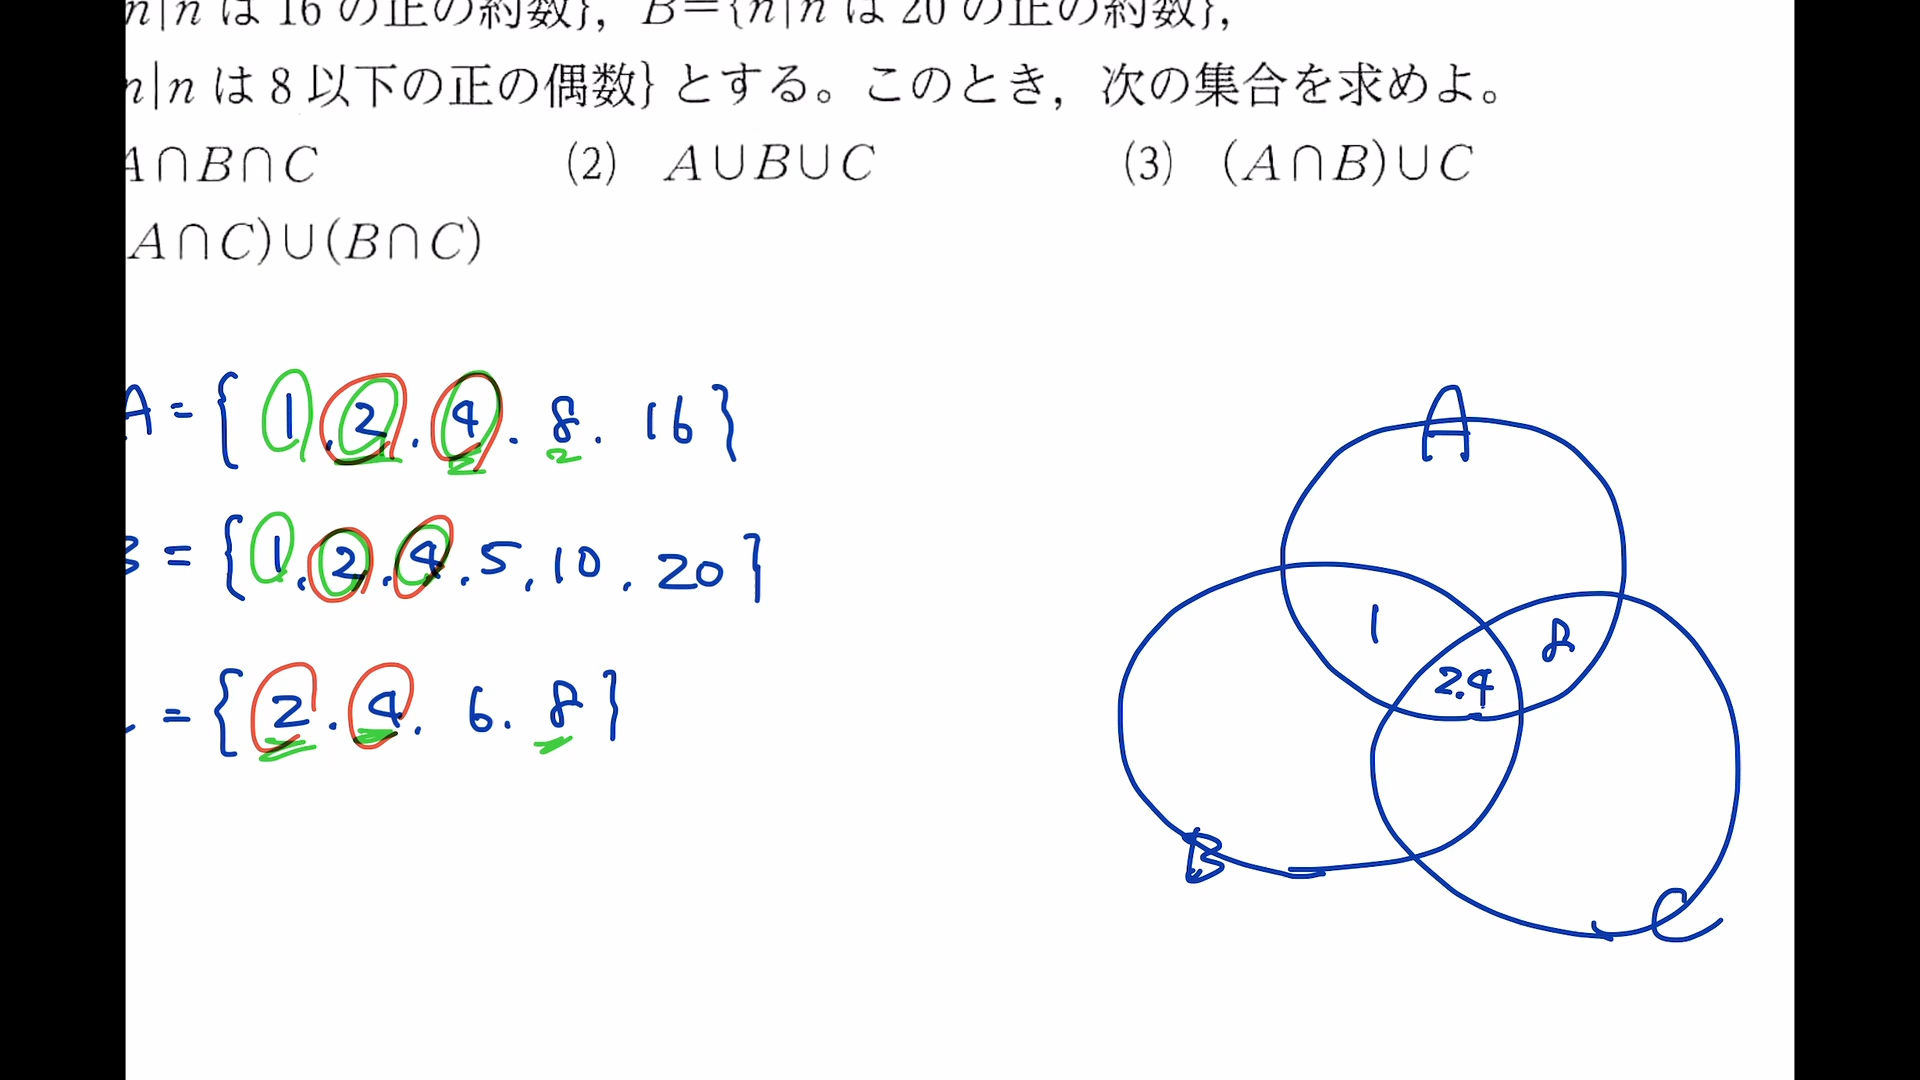 n|n は 16 の正の約数}, B={n|n は 20 の正の約数},
n|n は 8 以下の正の偶数} とする。このとき, 次の集合を求めよ。
A∩B∩C (2) A∪B∪C (3) (A∩B)∪C
A∩C)∪(B∩C)
A = { 1, 2, 4, 8, 16 }
B = { 1, 2, 4, 5, 10, 20 }
= { 2, 4, 6, 8 }
A
1
8
2.4
B
C